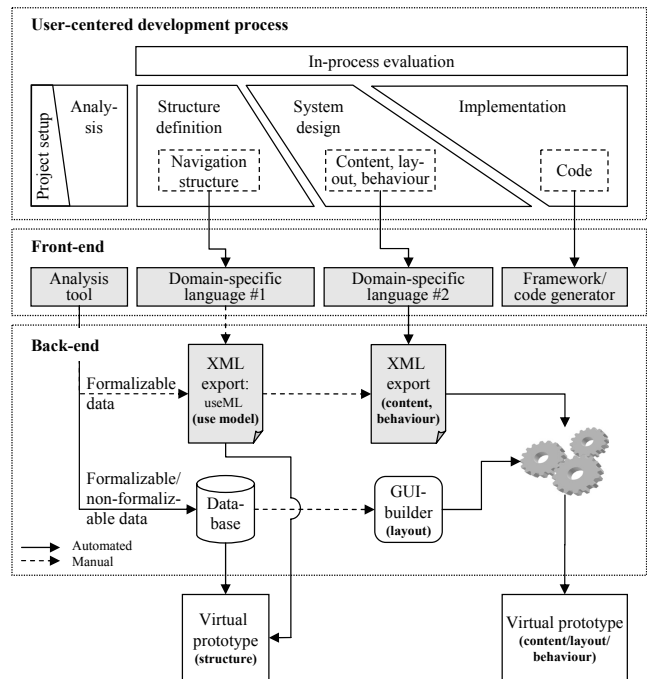 User-centered development process
In-process evaluation
Project setup
Analy-
sis
Structure
definition
Navigation
structure
System
design
Content, lay-
out, behaviour
Implementation
Code
Front-end
Analysis
tool
Domain-specific
language #1
Domain-specific
language #2
Framework/
code generator
Back-end
Formalizable
data
XML
export:
useML
(use model)
XML
export
(content,
behaviour)
Formalizable/
non-formaliz-
able data
Data-
base
GUI-
builder
(layout)
Automated
Manual
Virtual
prototype
(structure)
Virtual prototype
(content/layout/
behaviour)